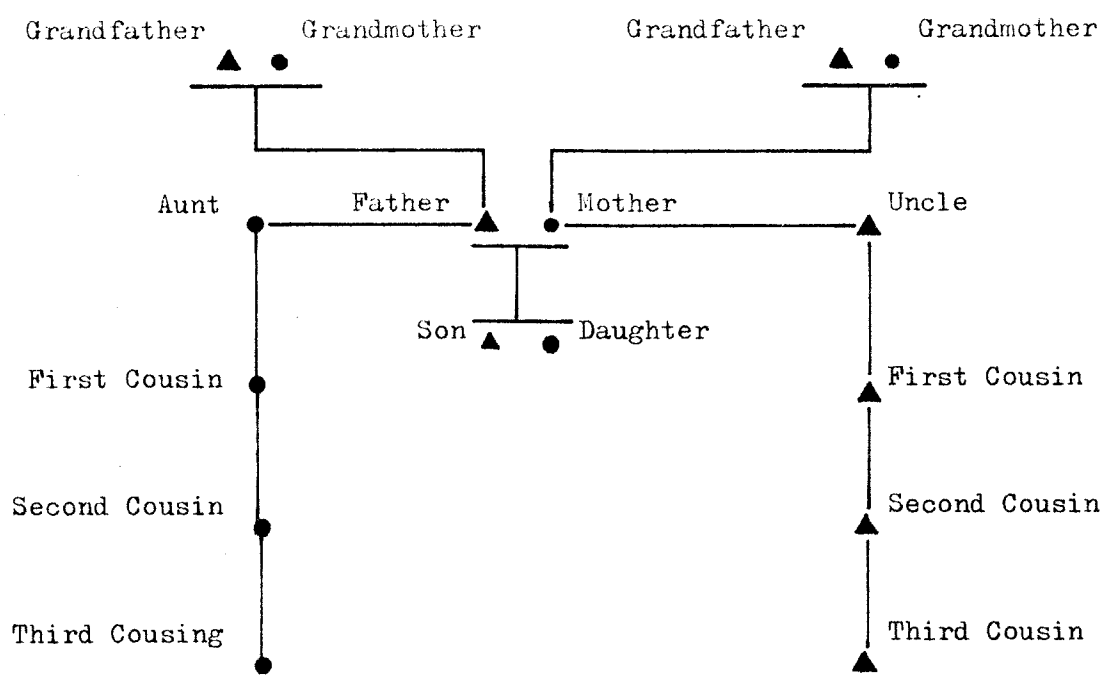 Grandfather Grandmother Grandfather Grandmother
Aunt Father Mother Uncle
Son Daughter
First Cousin First Cousin
Second Cousin Second Cousin
Third Cousing Third Cousin